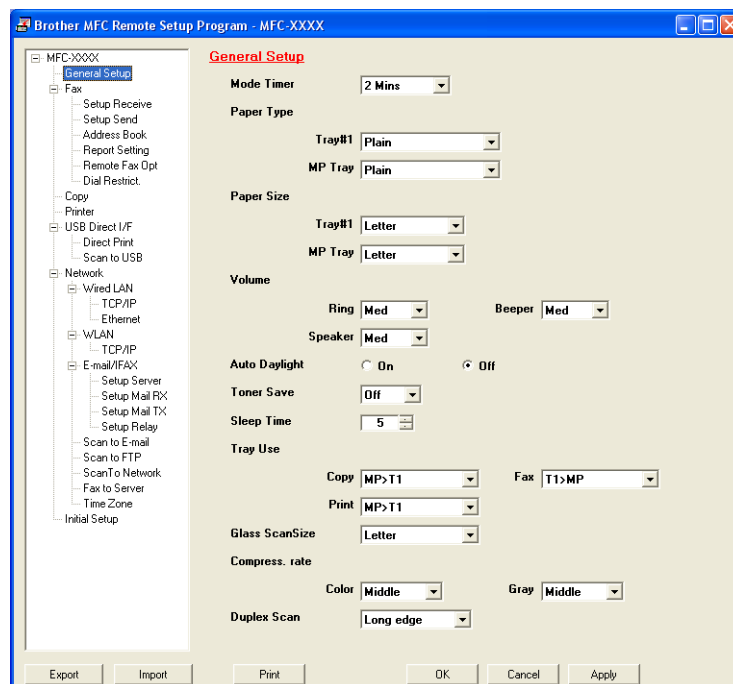 Brother MFC Remote Setup Program - MFC-XXXX
MFC-XXXX
General Setup
Fax
Setup Receive
Setup Send
Address Book
Report Setting
Remote Fax Opt
Dial Restrict.
Copy
Printer
USB Direct I/F
Direct Print
Scan to USB
Network
Wired LAN
TCP/IP
Ethernet
WLAN
TCP/IP
E-mail/IFAX
Setup Server
Setup Mail RX
Setup Mail TX
Setup Relay
Scan to E-mail
Scan to FTP
ScanTo Network
Fax to Server
Time Zone
Initial Setup
General Setup
Mode Timer 2 Mins
Paper Type
Tray#1 Plain
MP Tray Plain
Paper Size
Tray#1 Letter
MP Tray Letter
Volume
Ring Med Beeper Med
Speaker Med
Auto Daylight On Off
Toner Save Off
Sleep Time 5
Tray Use
Copy MP>T1 Fax T1>MP
Print MP>T1
Glass ScanSize Letter
Compress. rate
Color Middle Gray Middle
Duplex Scan Long edge
Export Import Print OK Cancel Apply